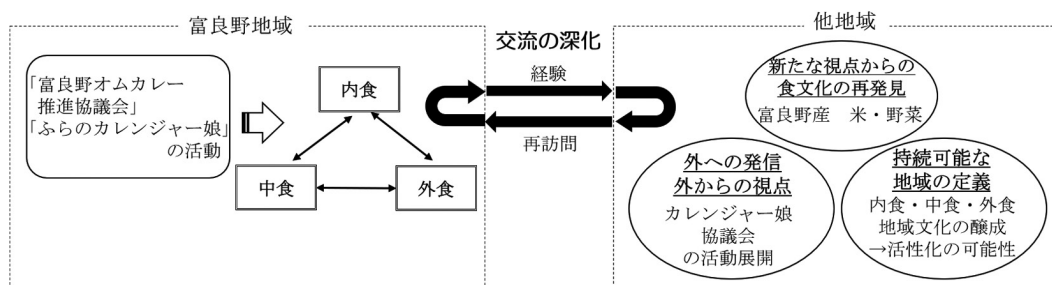 富良野地域
「富良野オムカレー
推進協議会」
「ふらのカレンジャー娘」
の活動
内食
中食
外食
交流の深化
経験
再訪問
他地域
新たな視点からの
食文化の再発見
富良野産　米・野菜
外への発信
外からの視点
カレンジャー娘
協議会
の活動展開
持続可能な
地域の定義
内食・中食・外食
地域文化の醸成
→活性化の可能性